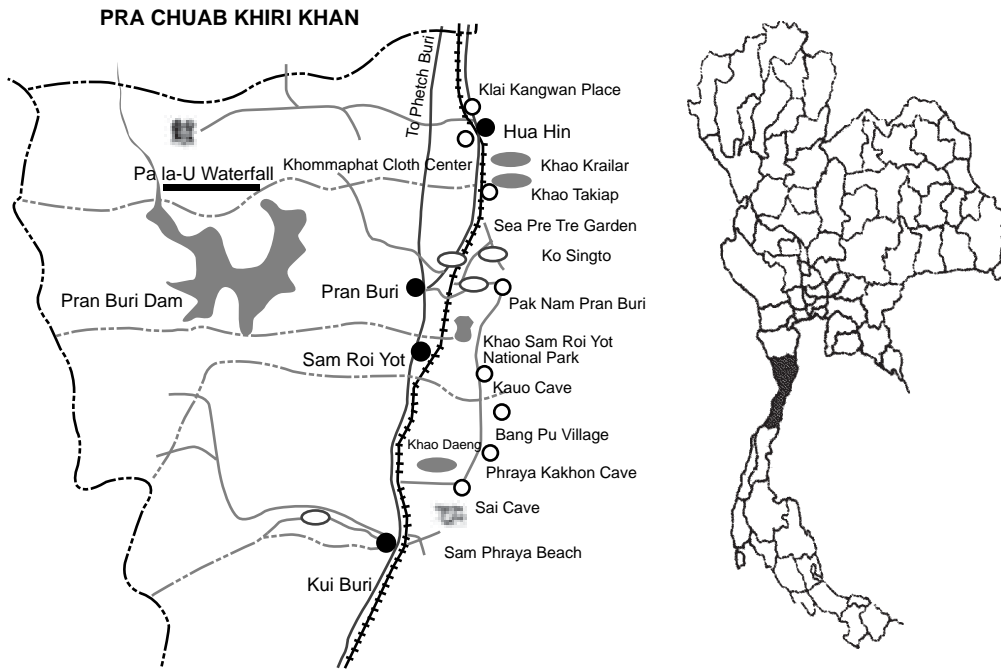 PRA CHUAB KHIRI KHAN
To Phetch Buri
Klai Kangwan Place
Hua Hin
Khommaphat Cloth Center
Khao Krailar
Pa la-U Waterfall
Khao Takiap
Sea Pre Tre Garden
Ko Singto
Pran Buri Dam
Pran Buri
Pak Nam Pran Buri
Khao Sam Roi Yot
National Park
Sam Roi Yot
Kauo Cave
Bang Pu Village
Khao Daeng
Phraya Kakhon Cave
Sai Cave
Sam Phraya Beach
Kui Buri